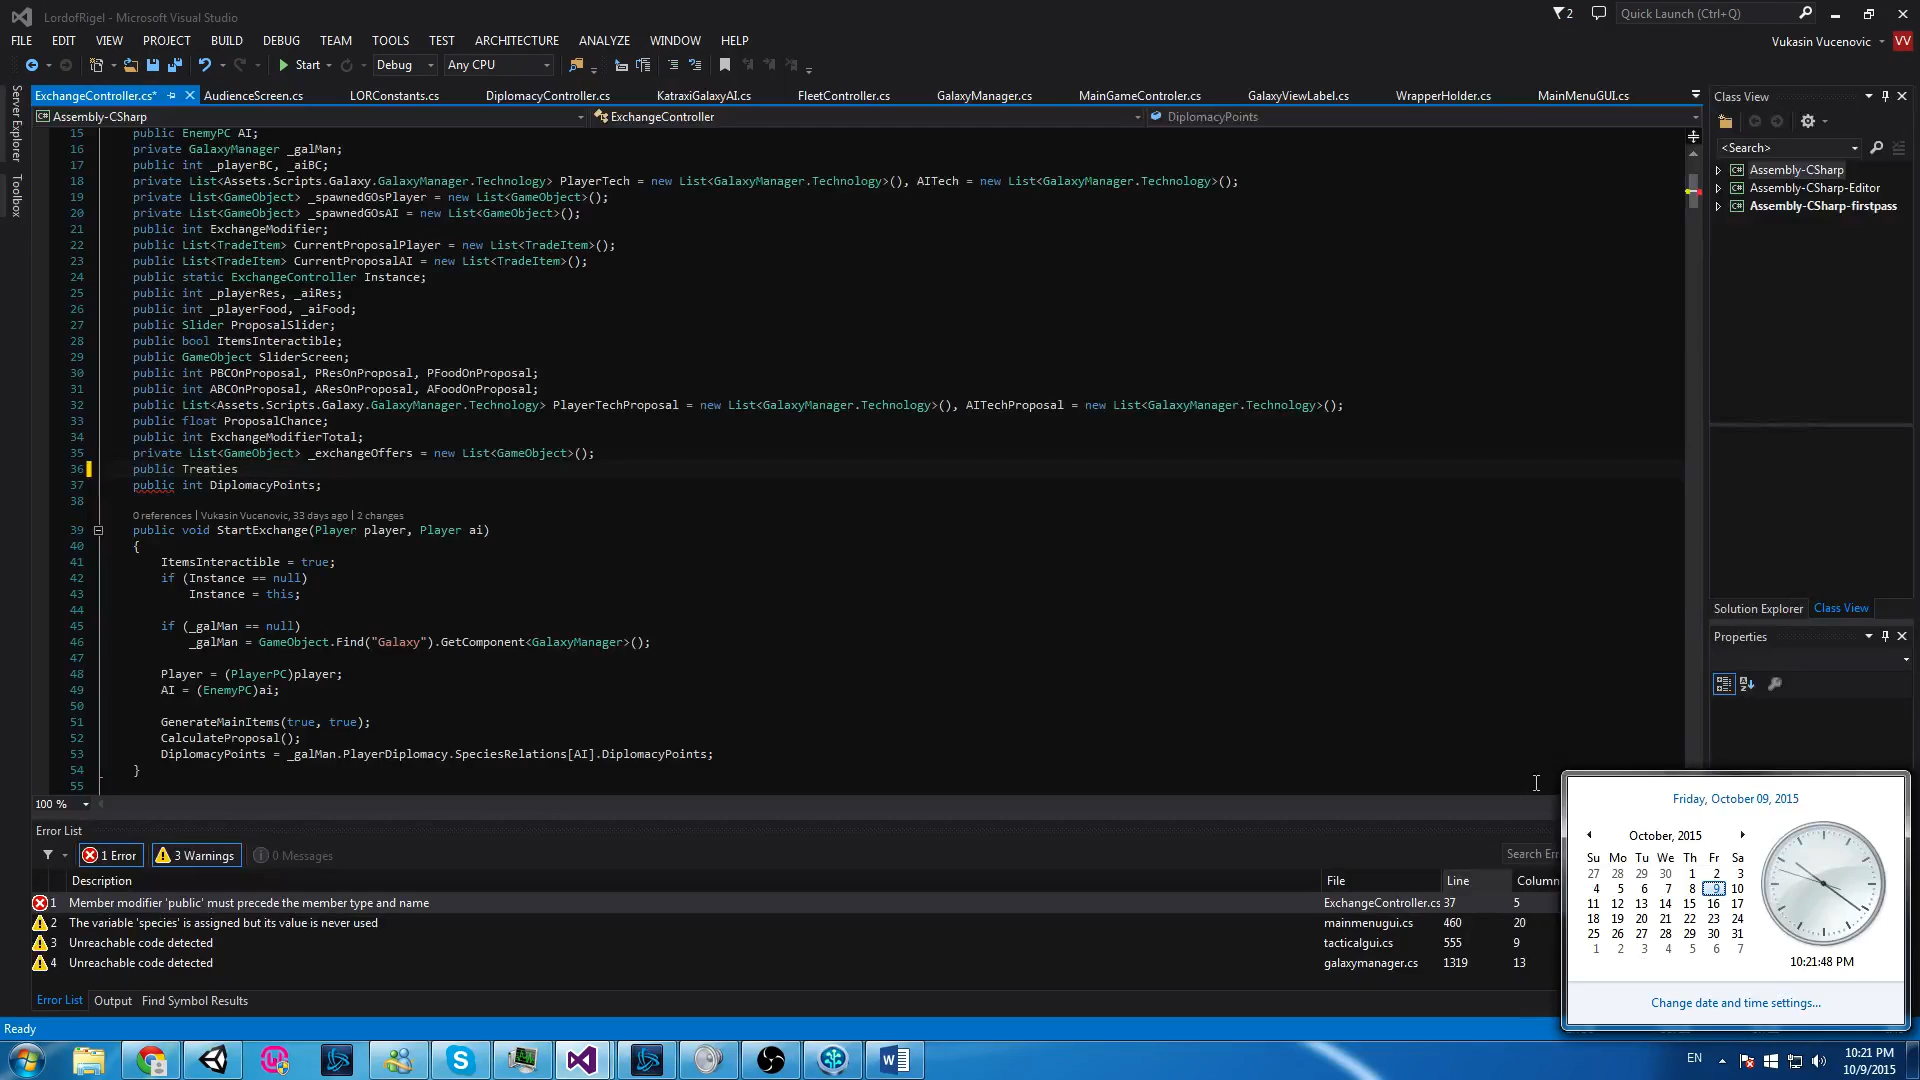 LordofRigel - Microsoft Visual Studio
2
Quick Launch (Ctrl+Q)
FILE EDIT VIEW PROJECT BUILD DEBUG TEAM TOOLS TEST ARCHITECTURE ANALYZE WINDOW HELP
Vukasin Vucenovic VV
Start Debug Any CPU
ExchangeController.cs* AudienceScreen.cs LORConstants.cs DiplomacyController.cs KatraxiGalaxyAI.cs FleetController.cs GalaxyManager.cs MainGameControler.cs GalaxyViewLabel.cs WrapperHolder.cs MainMenuGUI.cs
Assembly-CSharp ExchangeController DiplomacyPoints
Server Explorer
Toolbox
15 public EnemyPC AI;
16 private GalaxyManager _galMan;
17 public int _playerBC, _aiBC;
18 private List<Assets.Scripts.Galaxy.GalaxyManager.Technology> PlayerTech = new List<GalaxyManager.Technology>(), AITech = new List<GalaxyManager.Technology>();
19 private List<GameObject> _spawnedGOsPlayer = new List<GameObject>();
20 private List<GameObject> _spawnedGOsAI = new List<GameObject>();
21 public int ExchangeModifier;
22 public List<TradeItem> CurrentProposalPlayer = new List<TradeItem>();
23 public List<TradeItem> CurrentProposalAI = new List<TradeItem>();
24 public static ExchangeController Instance;
25 public int _playerRes, _aiRes;
26 public int _playerFood, _aiFood;
27 public Slider ProposalSlider;
28 public bool ItemsInteractible;
29 public GameObject SliderScreen;
30 public int PBCOnProposal, PResOnProposal, PFoodOnProposal;
31 public int ABCOnProposal, AResOnProposal, AFoodOnProposal;
32 public List<Assets.Scripts.Galaxy.GalaxyManager.Technology> PlayerTechProposal = new List<GalaxyManager.Technology>(), AITechProposal = new List<GalaxyManager.Technology>();
33 public float ProposalChance;
34 public int ExchangeModifierTotal;
35 private List<GameObject> _exchangeOffers = new List<GameObject>();
36 public Treaties
37 public int DiplomacyPoints;
38
0 references | Vukasin Vucenovic, 33 days ago | 2 changes
39 public void StartExchange(Player player, Player ai)
40 {
41 ItemsInteractible = true;
42 if (Instance == null)
43 Instance = this;
44
45 if (_galMan == null)
46 _galMan = GameObject.Find("Galaxy").GetComponent<GalaxyManager>();
47
48 Player = (PlayerPC)player;
49 AI = (EnemyPC)ai;
50
51 GenerateMainItems(true, true);
52 CalculateProposal();
53 DiplomacyPoints = _galMan.PlayerDiplomacy.SpeciesRelations[AI].DiplomacyPoints;
54 }
55
100 %
Class View
<Search>
Assembly-CSharp
Assembly-CSharp-Editor
Assembly-CSharp-firstpass
Solution Explorer Class View
Properties
Error List
1 Error 3 Warnings 0 Messages
Search Err
Description File Line Column
1 Member modifier 'public' must precede the member type and name ExchangeController.cs 37 5
2 The variable 'species' is assigned but its value is never used mainmenugui.cs 460 20
3 Unreachable code detected tacticalgui.cs 555 9
4 Unreachable code detected galaxymanager.cs 1319 13
Error List Output Find Symbol Results
Ready
Friday, October 09, 2015
October, 2015
Su Mo Tu We Th Fr Sa
27 28 29 30 1 2 3
4 5 6 7 8 9 10
11 12 13 14 15 16 17
18 19 20 21 22 23 24
25 26 27 28 29 30 31
1 2 3 4 5 6 7
10:21:48 PM
Change date and time settings...
EN
10:21 PM
10/9/2015